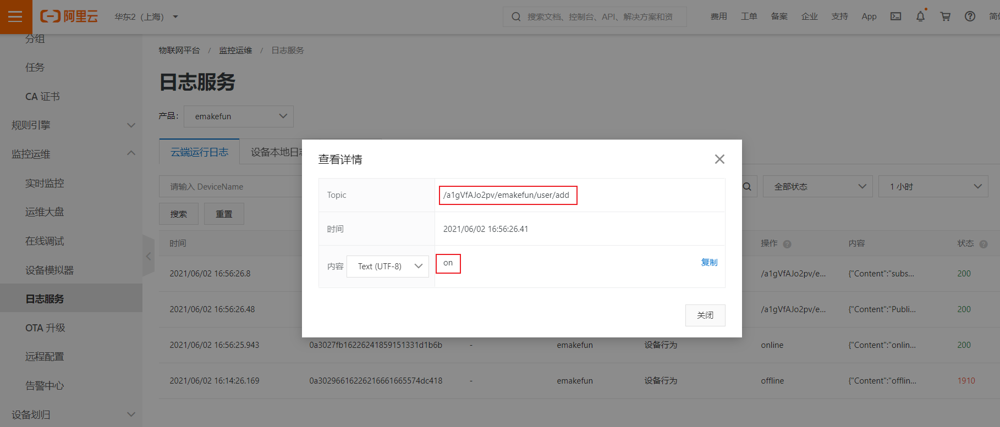 阿里云 华东2（上海） 搜索文档、控制台、API、解决方案和资 费用 工单 备案 企业 支持 App
分组
任务
CA 证书
规则引擎
监控运维
实时监控
运维大盘
在线调试
设备模拟器
日志服务
OTA 升级
远程配置
告警中心
设备划归
物联网平台 / 监控运维 / 日志服务
日志服务
产品： emakefun
云端运行日志 设备本地日
请输入 DeviceName 全部状态 1 小时
搜索 重置
时间 操作 内容 状态
2021/06/02 16:56:26.8 /a1gVfAJo2pv/e... {"Content":"subs... 200
2021/06/02 16:56:26.48 /a1gVfAJo2pv/e... {"Content":"Publi... 200
2021/06/02 16:56:25.943 0a3027fb16226241859151331d1b6b - emakefun 设备行为 online {"Content":"onlin... 200
2021/06/02 16:14:26.169 0a30296616226216661665574dc418 - emakefun 设备行为 offline {"Content":"offlin... 1910
查看详情
Topic /a1gVfAJo2pv/emakefun/user/add
时间 2021/06/02 16:56:26.41
内容 Text (UTF-8) on 复制
关闭